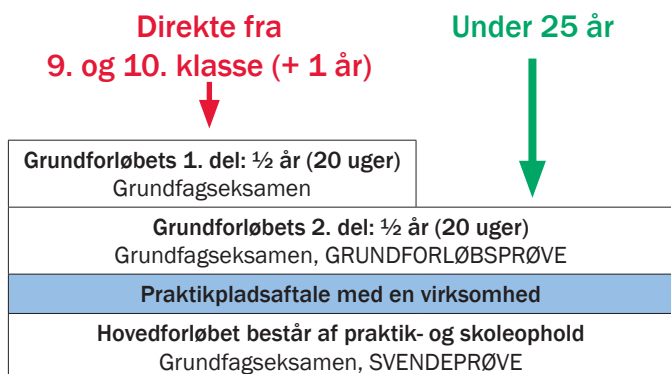 Direkte fra
9. og 10. klasse (+ 1 år)
Under 25 år
Grundforløbets 1. del: ½ år (20 uger)
Grundfagseksamen
Grundforløbets 2. del: ½ år (20 uger)
Grundfagseksamen, GRUNDFORLØBSPRØVE
Praktikpladsaftale med en virksomhed
Hovedforløbet består af praktik- og skoleophold
Grundfagseksamen, SVENDEPRØVE